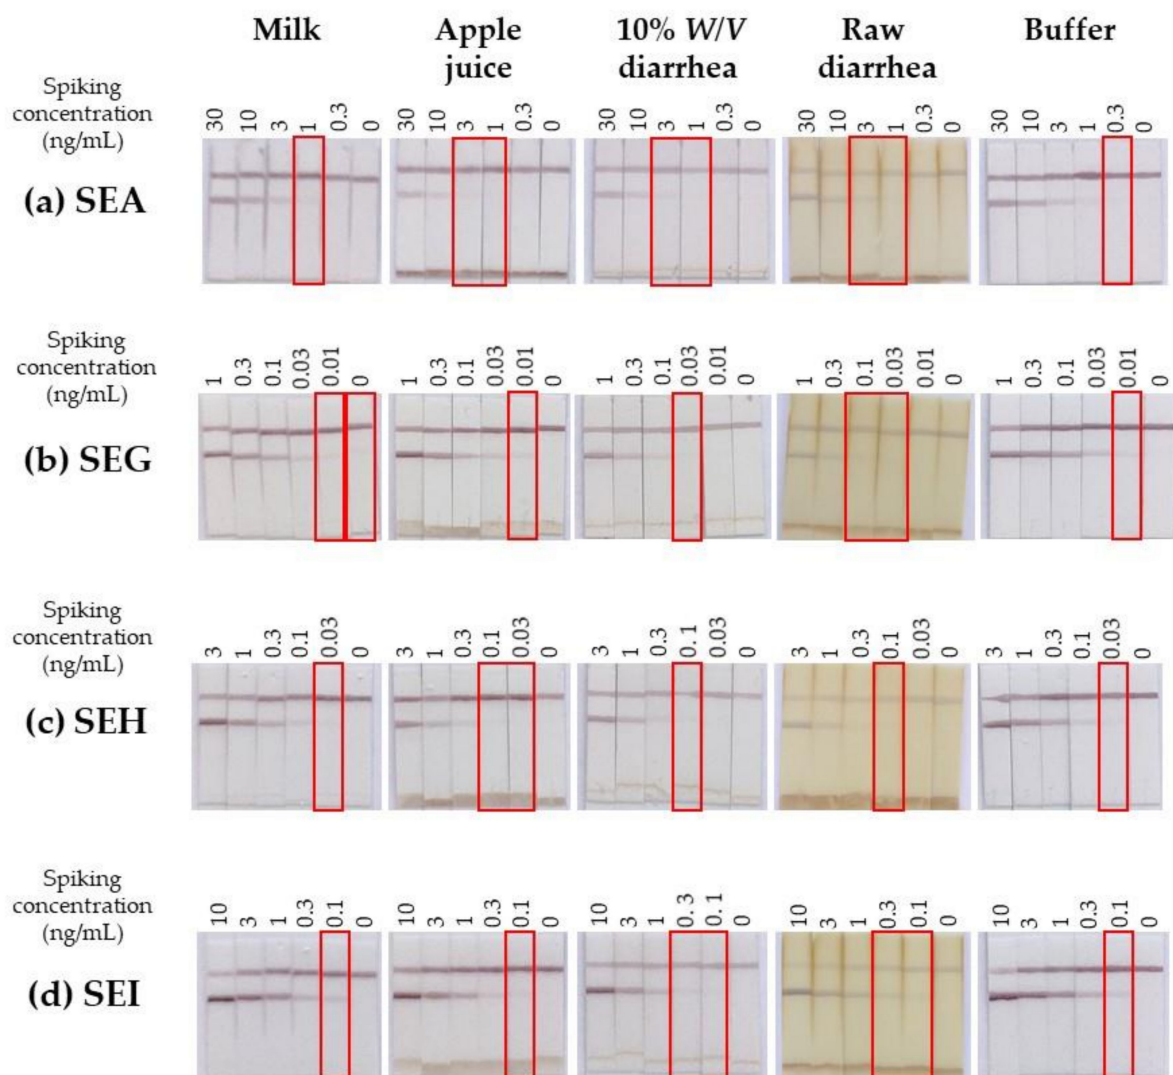 Milk
Apple juice
10% W/V diarrhea
Raw diarrhea
Buffer
Spiking concentration (ng/mL)
30 10 3 1 0.3 0
30 10 3 1 0.3 0
30 10 3 1 0.3 0
30 10 3 1 0.3 0
30 10 3 1 0.3 0
(a) SEA
Spiking concentration (ng/mL)
1 0.3 0.1 0.03 0.01 0
1 0.3 0.1 0.03 0.01 0
1 0.3 0.1 0.03 0.01 0
1 0.3 0.1 0.03 0.01 0
1 0.3 0.1 0.03 0.01 0
(b) SEG
Spiking concentration (ng/mL)
3 1 0.3 0.1 0.03 0
3 1 0.3 0.1 0.03 0
3 1 0.3 0.1 0.03 0
3 1 0.3 0.1 0.03 0
3 1 0.3 0.1 0.03 0
(c) SEH
Spiking concentration (ng/mL)
10 3 1 0.3 0.1 0
10 3 1 0.3 0.1 0
10 3 1 0.3 0.1 0
10 3 1 0.3 0.1 0
10 3 1 0.3 0.1 0
(d) SEI